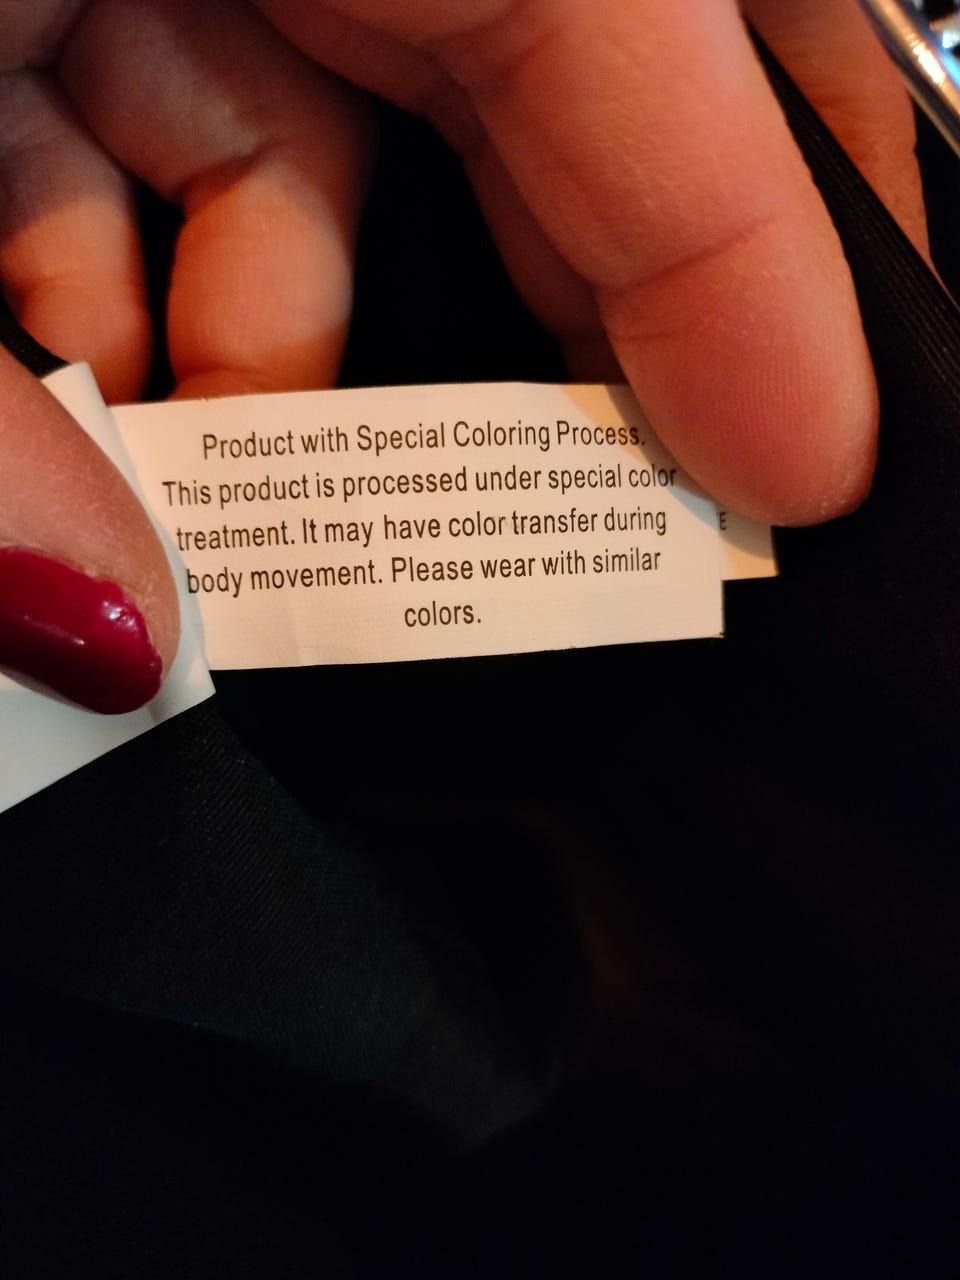 Product with Special Coloring Process.
This product is processed under special color
treatment. It may have color transfer during
body movement. Please wear with similar
colors.
E